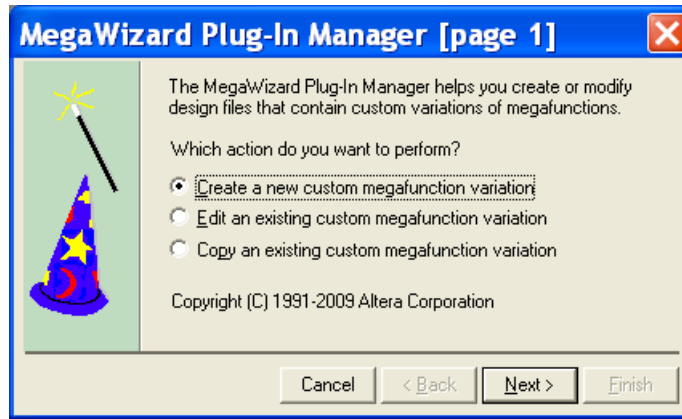 MegaWizard Plug-In Manager [page 1]
The MegaWizard Plug-In Manager helps you create or modify
design files that contain custom variations of megafunctions.
Which action do you want to perform?
Create a new custom megafunction variation
Edit an existing custom megafunction variation
Copy an existing custom megafunction variation
Copyright (C) 1991-2009 Altera Corporation
Cancel
< Back
Next >
Finish